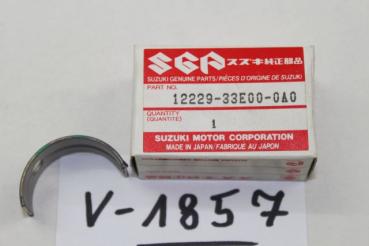 SGP スズキ純正部品
SUZUKI GENUINE PARTS/PIÈCES D'ORIGINE DE SUZUKI
PART NO.
12229-33E00-0A0
QUANTITY
(QUANTITE)
1
SUZUKI MOTOR CORPORATION
MADE IN JAPAN/FABRIQUÉ AU JAPON
V-1857